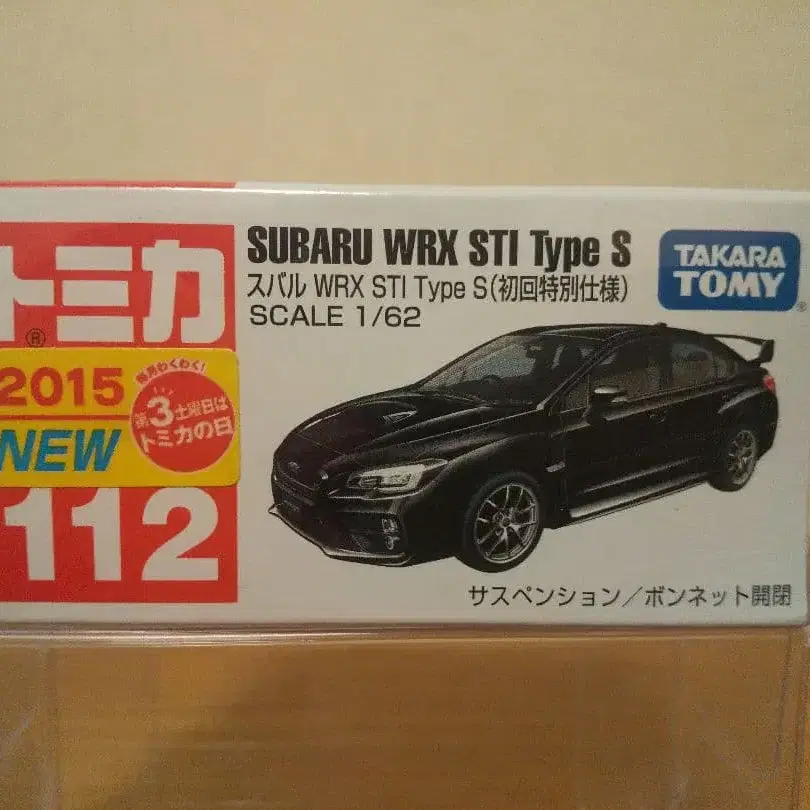 トミカ
®
2015
NEW
毎月わくわく!
第3土曜日は
トミカの日
112
SUBARU WRX STI Type S
スバル WRX STI Type S(初回特別仕様)
SCALE 1/62
TAKARA
TOMY
®
サスペンション/ボンネット開閉